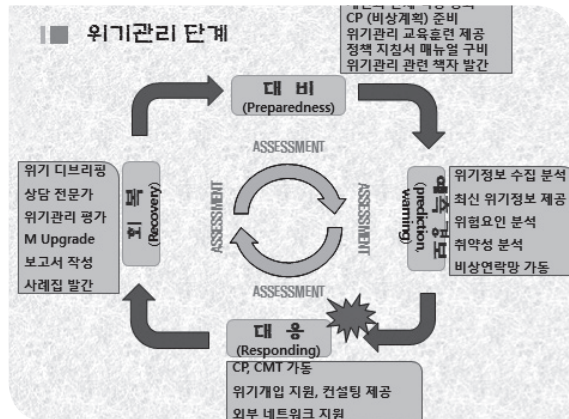 위기관리 단계
CP (비상계획) 준비
위기관리 교육훈련 제공
정책 지침서 매뉴얼 구비
위기관리 관련 책자 발간
대 비
(Preparedness)
ASSESSMENT
위기 디브리핑
상담 전문가
위기관리 평가
M Upgrade
보고서 작성
사례집 발간
회 복
(Recovery)
ASSESSMENT
ASSESSMENT
예측 경보
(prediction,
warning)
위기정보 수집 분석
최신 위기정보 제공
위험요인 분석
취약성 분석
비상연락망 가동
ASSESSMENT
대 응
(Responding)
CP, CMT 가동
위기개입 지원, 컨설팅 제공
외부 네트워크 지원